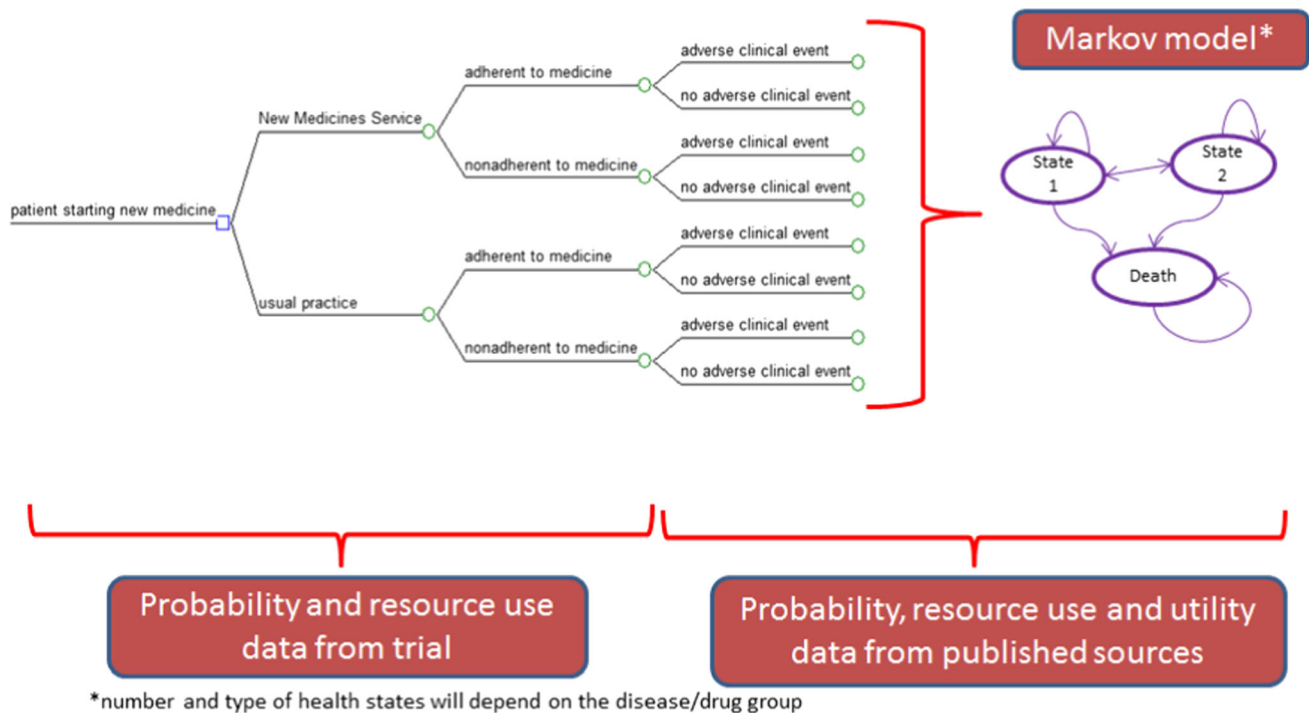 adverse clinical event
Markov model*
adherent to medicine
no adverse clinical event
New Medicines Service
adverse clinical event
nonadherent to medicine
no adverse clinical event
State
1
State
2
Death
patient starting new medicine
adverse clinical event
adherent to medicine
no adverse clinical event
usual practice
adverse clinical event
nonadherent to medicine
no adverse clinical event
Probability and resource use
data from trial
Probability, resource use and utility
data from published sources
*number and type of health states will depend on the disease/drug group